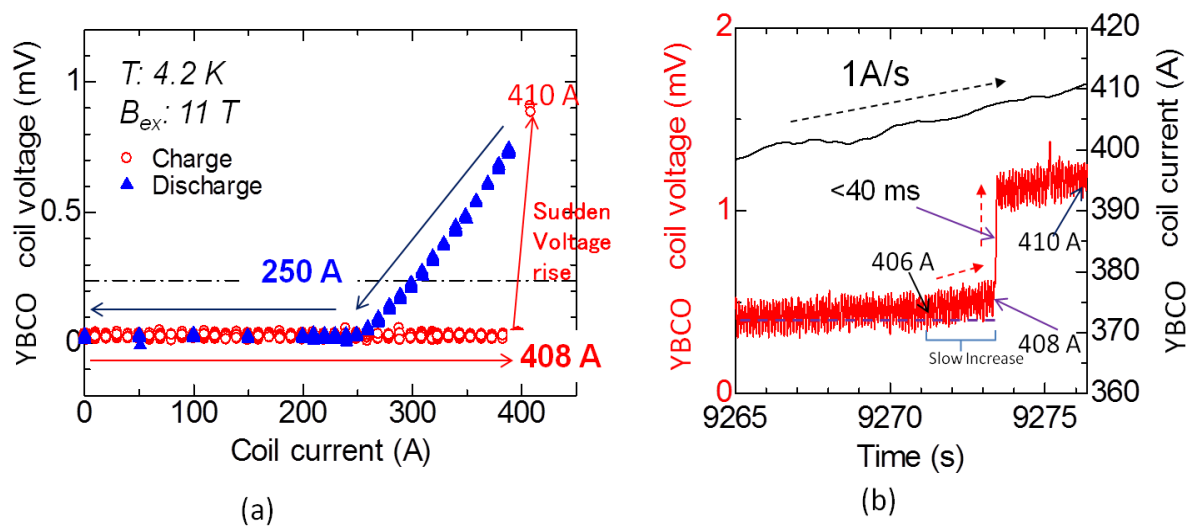 YBCO coil voltage (mV)
1
0.5
0
T: 4.2 K
B_ex: 11 T
Charge
Discharge
410 A
Sudden
Voltage
rise
250 A
408 A
0 100 200 300 400
Coil current (A)
(a)
YBCO coil voltage (mV)
2
1
0
1A/s
<40 ms
406 A
410 A
408 A
Slow Increase
420
410
400
390
380
370
360
YBCO coil current (A)
9265 9270 9275
Time (s)
(b)